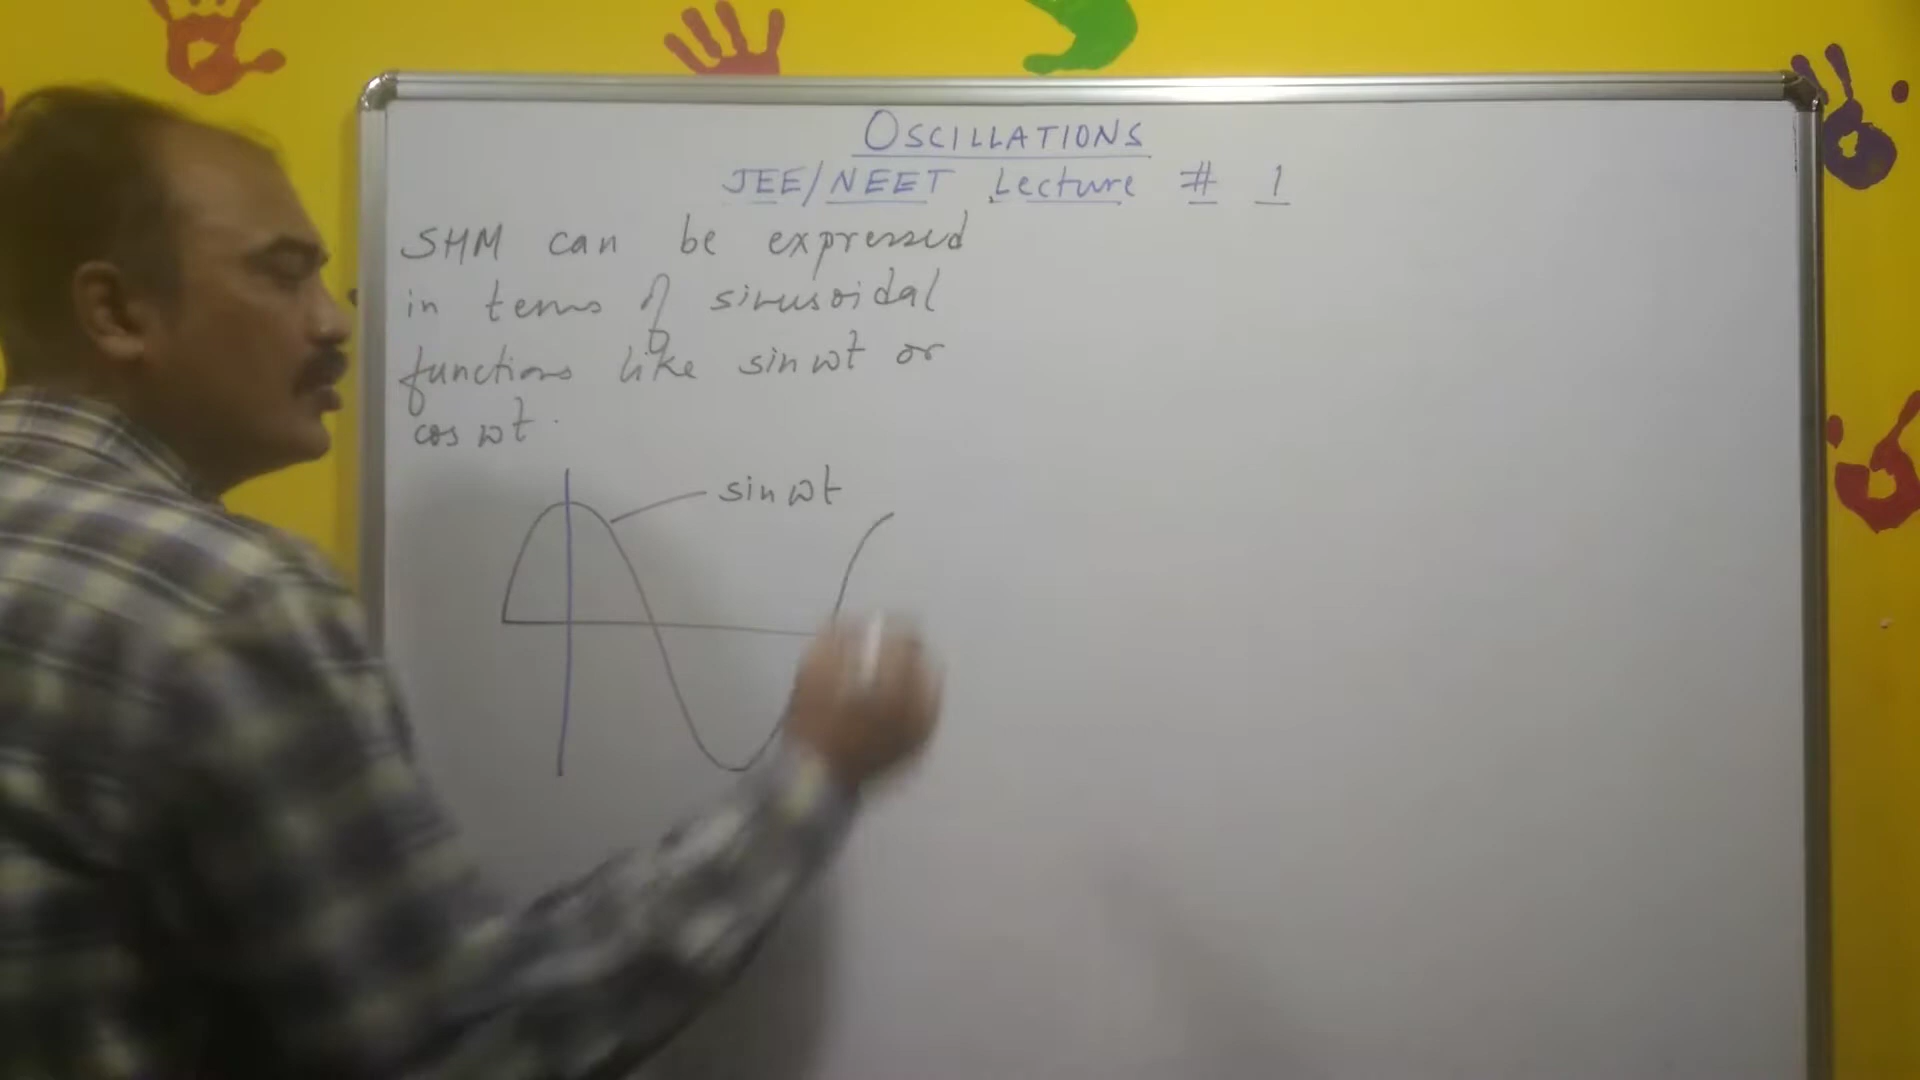 OSCILLATIONS
JEE/NEET Lecture # 1
SHM can be expressed
in terms of sinusoidal
functions like sin ωt or
cos ωt.
sin ωt